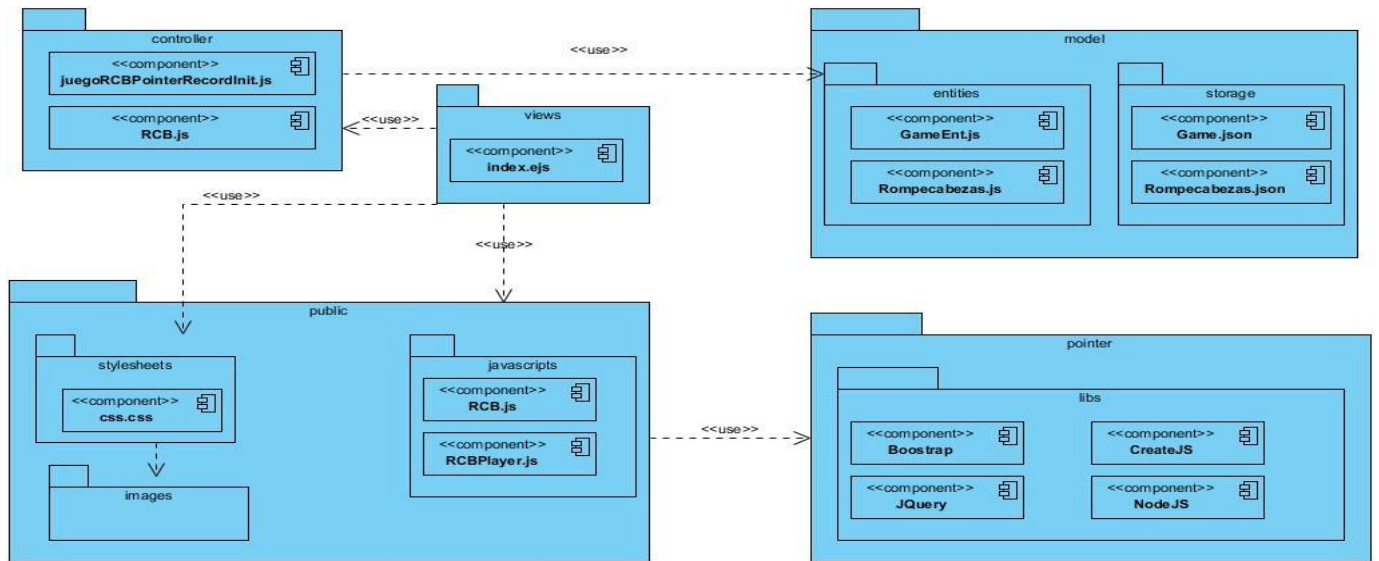 controller
<<component>>
juegoRCBPointerRecordInit.js
<<component>>
RCB.js
<<use>>
<<use>>
views
<<component>>
index.ejs
model
entities
<<component>>
GameEnt.js
<<component>>
Rompecabezas.js
storage
<<component>>
Game.json
<<component>>
Rompecabezas.json
<<use>>
<<use>>
public
stylesheets
<<component>>
css.css
images
javascripts
<<component>>
RCB.js
<<component>>
RCBPlayer.js
<<use>>
pointer
libs
<<component>>
Boostrap
<<component>>
CreateJS
<<component>>
JQuery
<<component>>
NodeJS